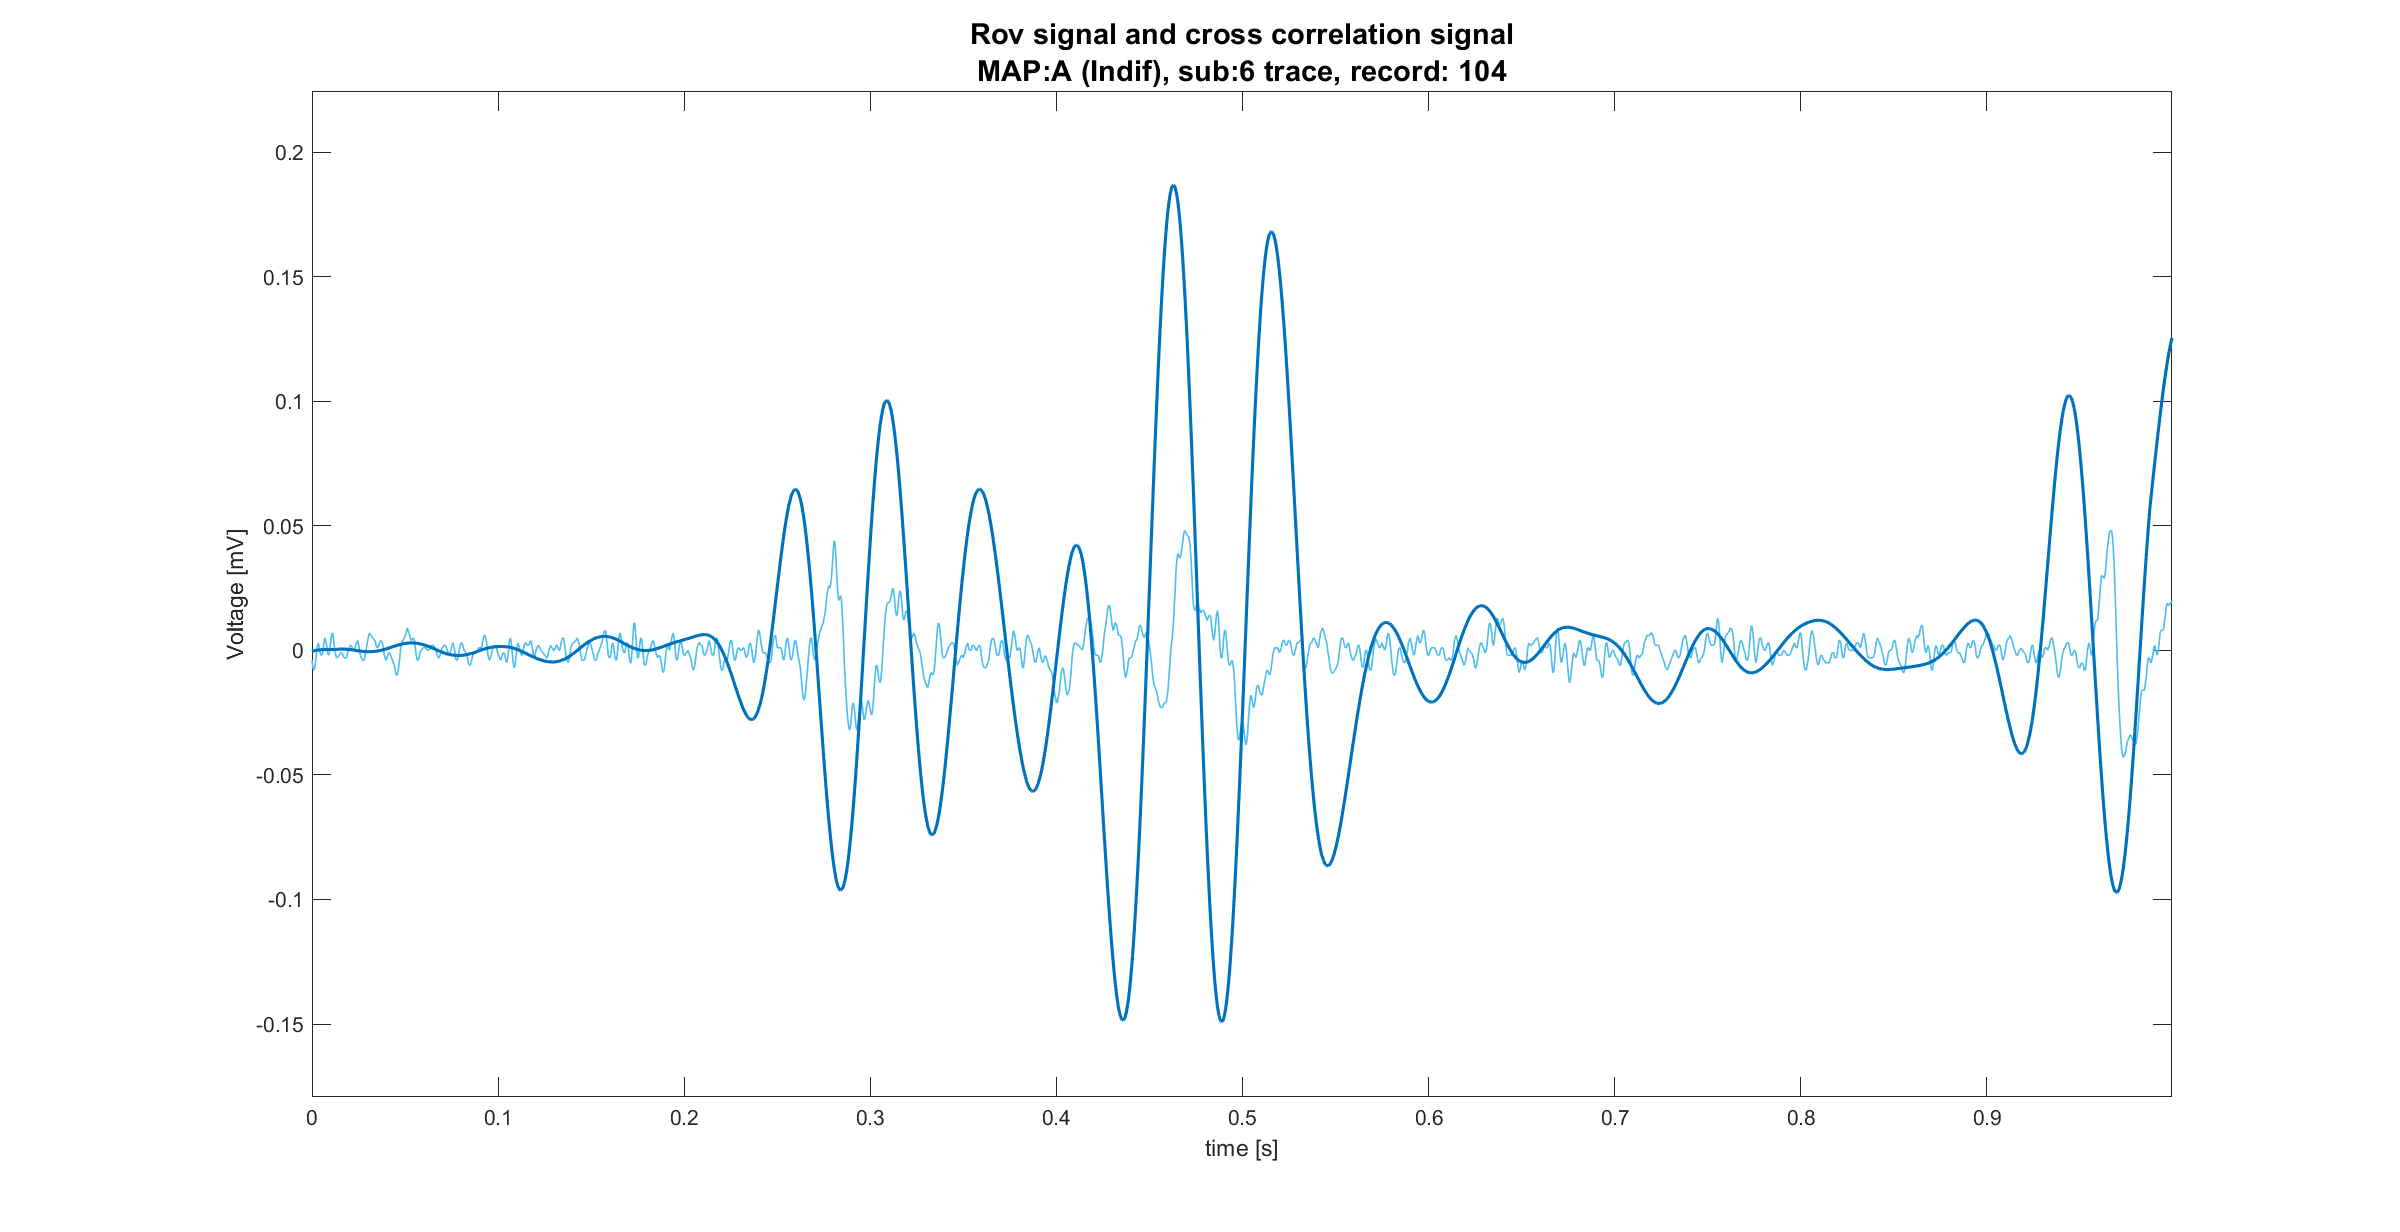 Rov signal and cross correlation signal
MAP:A (Indif), sub:6 trace, record: 104
0.2
0.15
0.1
0.05
0
-0.05
-0.1
-0.15
Voltage [mV]
0 0.1 0.2 0.3 0.4 0.5 0.6 0.7 0.8 0.9
time [s]